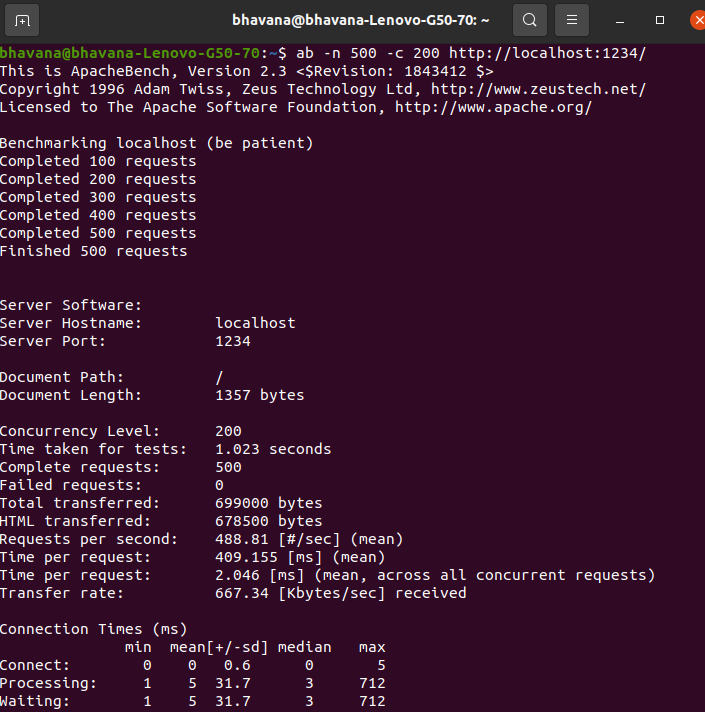 bhavana@bhavana-Lenovo-G50-70: ~
bhavana@bhavana-Lenovo-G50-70:~$ ab -n 500 -c 200 http://localhost:1234/
This is ApacheBench, Version 2.3 <$Revision: 1843412 $>
Copyright 1996 Adam Twiss, Zeus Technology Ltd, http://www.zeustech.net/
Licensed to The Apache Software Foundation, http://www.apache.org/

Benchmarking localhost (be patient)
Completed 100 requests
Completed 200 requests
Completed 300 requests
Completed 400 requests
Completed 500 requests
Finished 500 requests

Server Software:
Server Hostname:        localhost
Server Port:            1234

Document Path:          /
Document Length:        1357 bytes

Concurrency Level:      200
Time taken for tests:   1.023 seconds
Complete requests:      500
Failed requests:        0
Total transferred:      699000 bytes
HTML transferred:       678500 bytes
Requests per second:    488.81 [#/sec] (mean)
Time per request:       409.155 [ms] (mean)
Time per request:       2.046 [ms] (mean, across all concurrent requests)
Transfer rate:          667.34 [Kbytes/sec] received

Connection Times (ms)
              min  mean[+/-sd] median   max
Connect:        0    0   0.6      0       5
Processing:     1    5  31.7      3     712
Waiting:        1    5  31.7      3     712